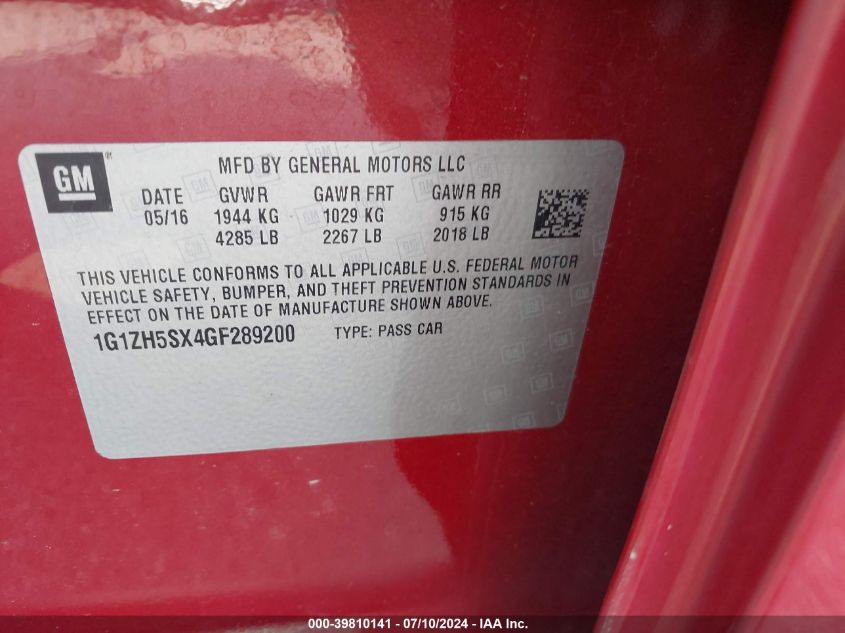 GM ®
MFD BY GENERAL MOTORS LLC
DATE GVWR GAWR FRT GAWR RR
05/16 1944 KG 1029 KG 915 KG
4285 LB 2267 LB 2018 LB
THIS VEHICLE CONFORMS TO ALL APPLICABLE U.S. FEDERAL MOTOR
VEHICLE SAFETY, BUMPER, AND THEFT PREVENTION STANDARDS IN
EFFECT ON THE DATE OF MANUFACTURE SHOWN ABOVE.
1G1ZH5SX4GF289200 TYPE: PASS CAR
000-39810141 - 07/10/2024 - IAA Inc.